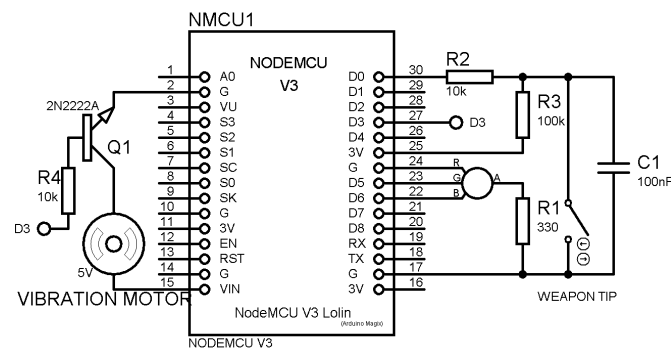 NMCU1
NODEMCU
V3
1 A0
2 G
3 VU
4 S3
5 S2
6 S1
7 SC
8 S0
9 SK
10 G
11 3V
12 EN
13 RST
14 G
15 VIN
D0 30
D1 29
D2 28
D3 27
D4 26
3V 25
G 24
D5 23
D6 22
D7 21
D8 20
RX 19
TX 18
G 17
3V 16
NodeMCU V3 Lolin
(Arduino Magix)
NODEMCU V3
2N2222A
Q1
R4
10k
D3
5V
VIBRATION MOTOR
R2
10k
D3
R3
100k
R
G
B
A
R1
330
C1
100nF
WEAPON TIP